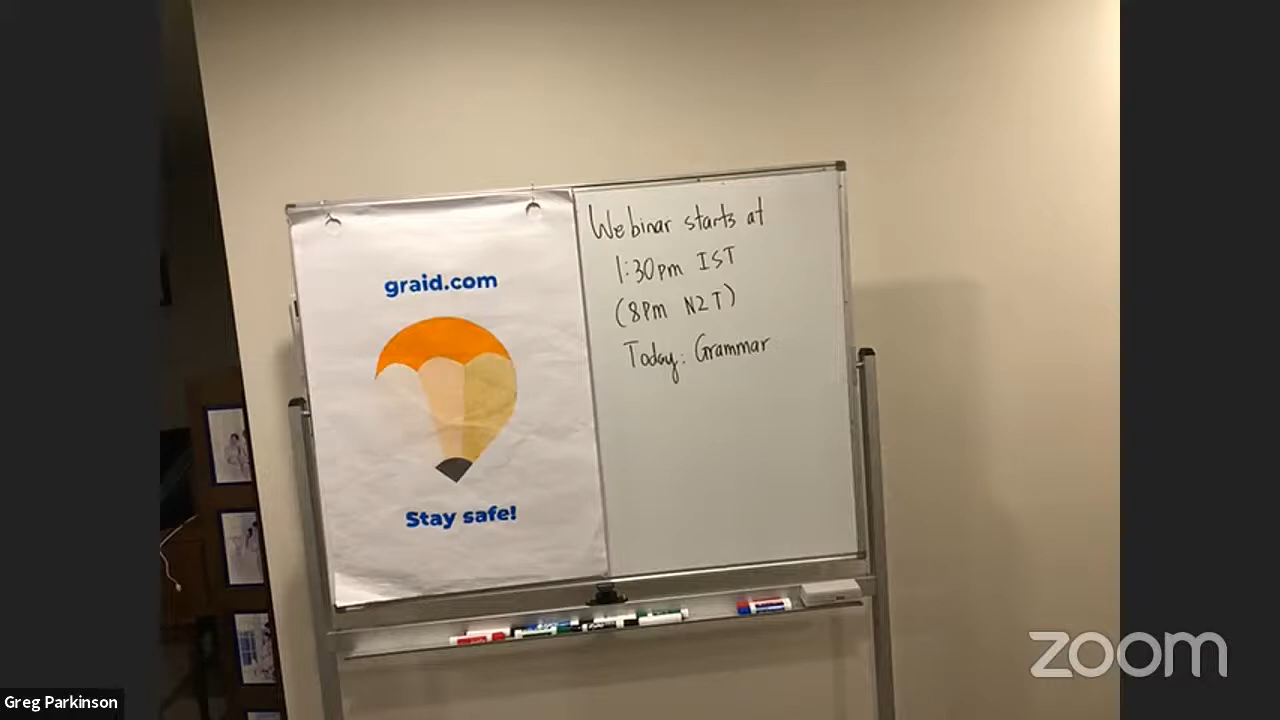 graid.com
Stay safe!
Webinar starts at
1:30pm IST
(8pm NZT)
Today: Grammar
zoom
Greg Parkinson